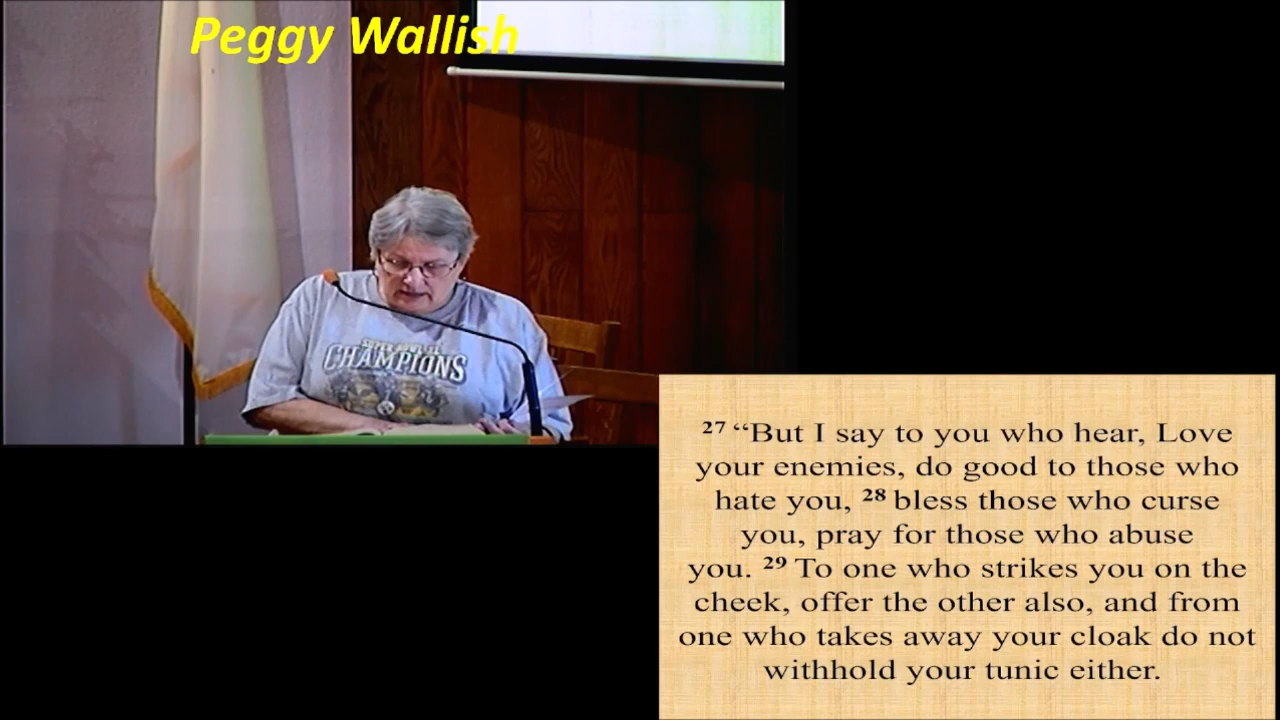 Peggy Wallish
CHAMPIONS
²⁷ “But I say to you who hear, Love
your enemies, do good to those who
hate you, ²⁸ bless those who curse
you, pray for those who abuse
you. ²⁹ To one who strikes you on the
cheek, offer the other also, and from
one who takes away your cloak do not
withhold your tunic either.